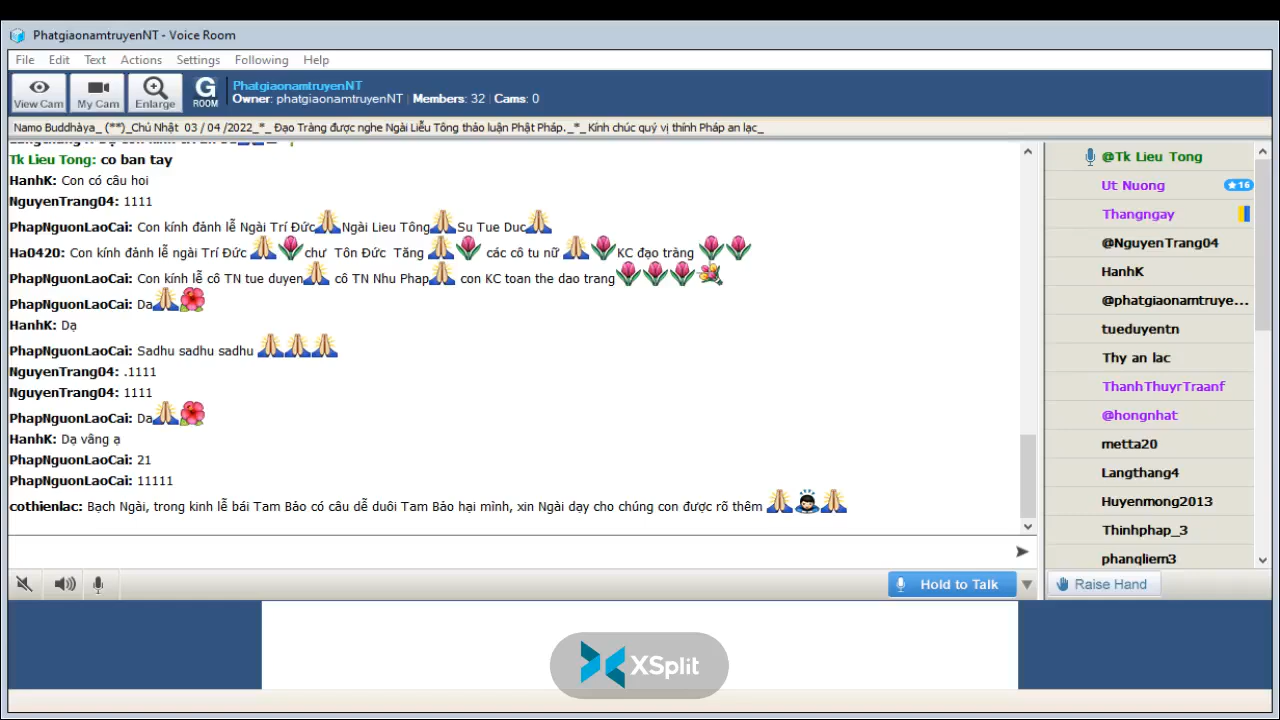 PhatgiaonamtruyenNT - Voice Room
File Edit Text Actions Settings Following Help
View Cam
My Cam
Enlarge
G ROOM
PhatgiaonamtruyenNT
Owner: phatgiaonamtruyenNT | Members: 32 | Cams: 0
Namo Buddhàya_ (**)_Chủ Nhật 03 / 04 /2022_*_ Đạo Tràng được nghe Ngài Liễu Tông thảo luận Phật Pháp._*_ Kính chúc quý vị thính Pháp an lạc_
Tk Lieu Tong: co ban tay
HanhK: Con có câu hoi
NguyenTrang04: 1111
PhapNguonLaoCai: Con kính đảnh lễ Ngài Trí Đức Ngài Lieu Tông Su Tue Duc
Ha0420: Con kính đảnh lễ ngài Trí Đức chư Tôn Đức Tăng các cô tu nữ KC đạo tràng
PhapNguonLaoCai: Con kính lễ cô TN tue duyen cô TN Nhu Phap con KC toan the dao trang
PhapNguonLaoCai: Da
HanhK: Dạ
PhapNguonLaoCai: Sadhu sadhu sadhu
NguyenTrang04: .1111
NguyenTrang04: 1111
PhapNguonLaoCai: Da
HanhK: Dạ vâng ạ
PhapNguonLaoCai: 21
PhapNguonLaoCai: 11111
cothienlac: Bạch Ngài, trong kinh lễ bái Tam Bảo có câu dễ duôi Tam Bảo hại mình, xin Ngài dạy cho chúng con được rõ thêm
@Tk Lieu Tong
Ut Nuong 16
Thangngay
@NguyenTrang04
HanhK
@phatgiaonamtruye...
tueduyentn
Thy an lac
ThanhThuyrTraanf
@hongnhat
metta20
Langthang4
Huyenmong2013
Thinhphap_3
phanqliem3
Hold to Talk
Raise Hand
XSplit